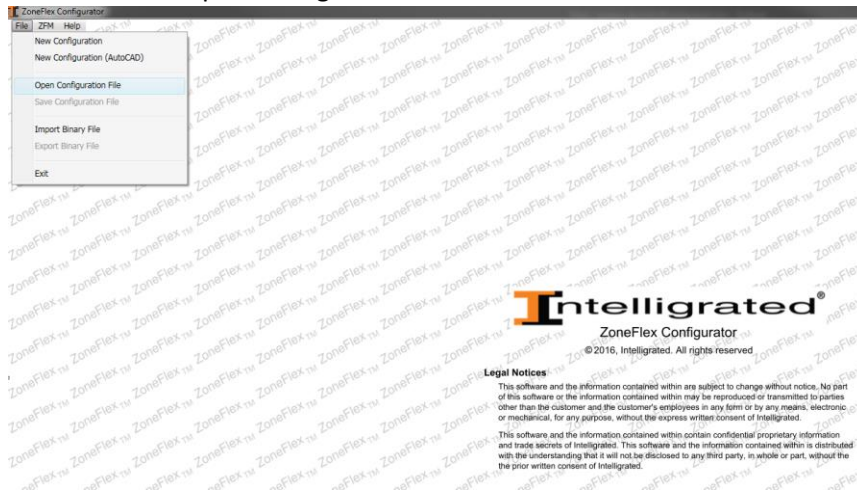 ZoneFlex Configurator
File ZFM Help
New Configuration
New Configuration (AutoCAD)
Open Configuration File
Save Configuration File
Import Binary File
Export Binary File
Exit
Intelligrated®
ZoneFlex Configurator
©2016, Intelligrated. All rights reserved
Legal Notices
This software and the information contained within are subject to change without notice. No part
of this software or the information contained within may be reproduced or transmitted to parties
other than the customer and the customer's employees in any form or by any means, electronic
or mechanical, for any purpose, without the express written consent of Intelligrated.
This software and the information contained within contain confidential proprietary information
and trade secrets of Intelligrated. This software and the information contained within is distributed
with the understanding that it will not be disclosed to any third party, in whole or part, without the
the prior written consent of Intelligrated.
ZoneFlex TM